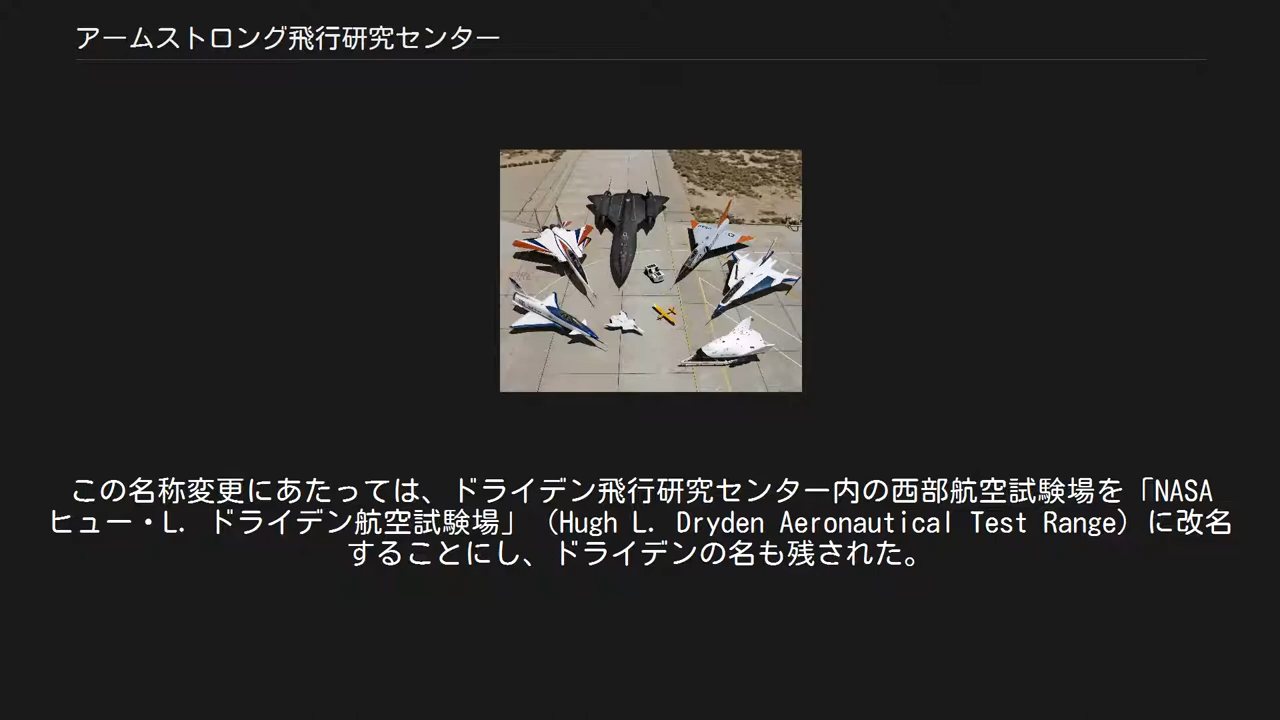 アームストロング飛行研究センター
この名称変更にあたっては、ドライデン飛行研究センター内の西部航空試験場を「NASA
ヒュー・L. ドライデン航空試験場」（Hugh L. Dryden Aeronautical Test Range）に改名
することにし、ドライデンの名も残された。